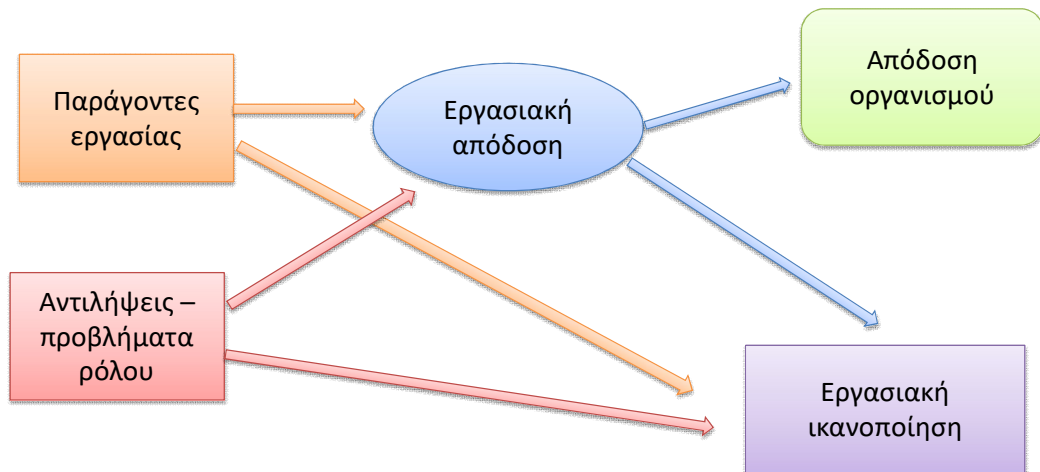 Παράγοντες
εργασίας
Εργασιακή
απόδοση
Απόδοση
οργανισμού
Αντιλήψεις –
προβλήματα
ρόλου
Εργασιακή
ικανοποίηση